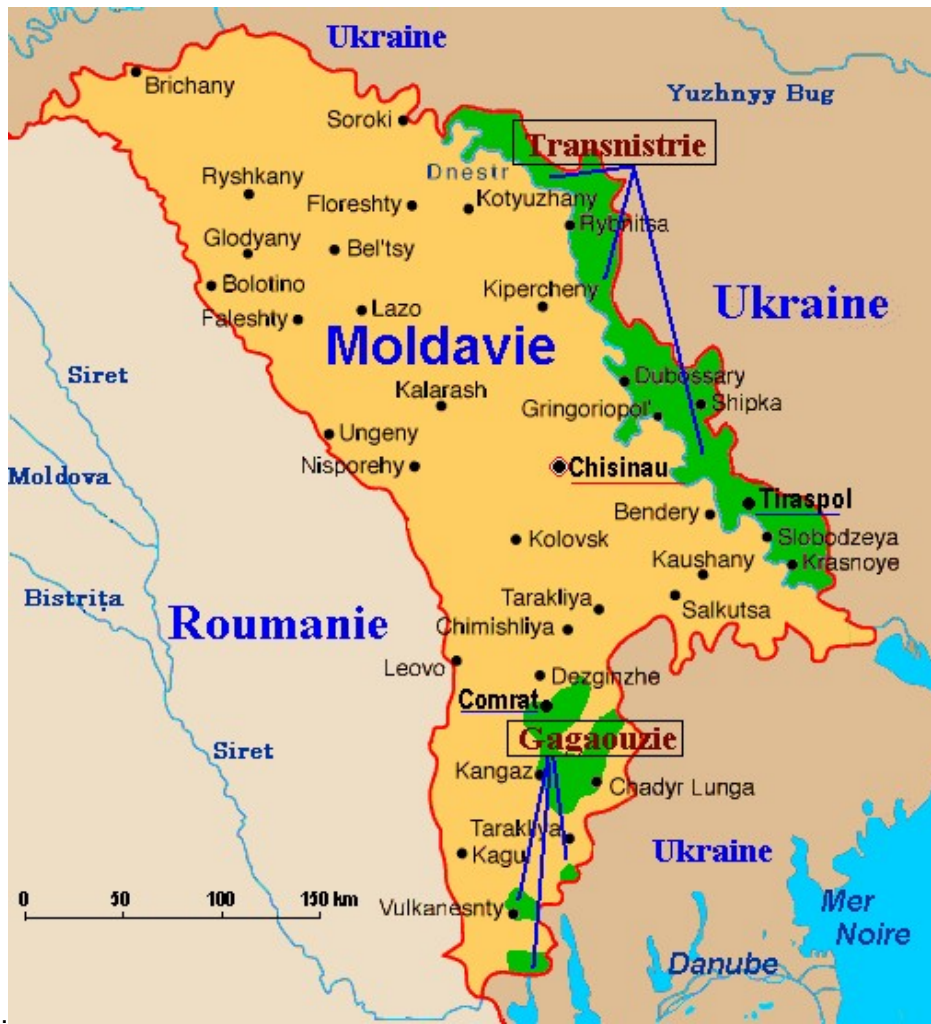 Ukraine
Brichany
Yuzhnyy Bug
Soroki
Transnistrie
Dnestr
Ryshkany
Floreshty
Kotyuzhany
Rybnitsa
Glodyany
Bel'tsy
Bolotino
Kipercheny
Ukraine
Faleshty
Lazo
Moldavie
Siret
Dubossary
Kalarash
Gringoriopol'
Shipka
Ungeny
Nisporehy
Chisinau
Moldova
Tiraspol
Bendery
Kolovsk
Slobodzeya
Kaushany
Krasnoye
Bistrița
Tarakliya
Salkutsa
Roumanie
Chimishliya
Leovo
Dezginzhe
Comrat
Gagaouzie
Siret
Kangaz
Chadyr Lunga
Tarakliya
Kagul
Ukraine
0 50 100 150 km
Vulkanesnty
Mer
Noire
Danube